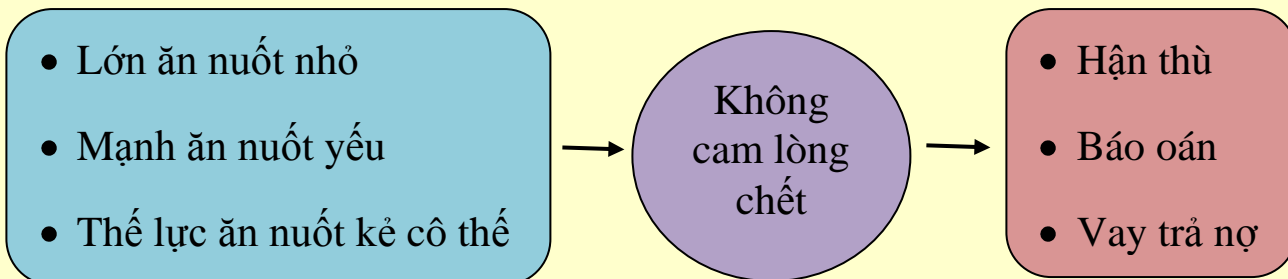 • Lớn ăn nuốt nhỏ
• Mạnh ăn nuốt yếu
• Thế lực ăn nuốt kẻ cô thế
Không
cam lòng
chết
• Hận thù
• Báo oán
• Vay trả nợ